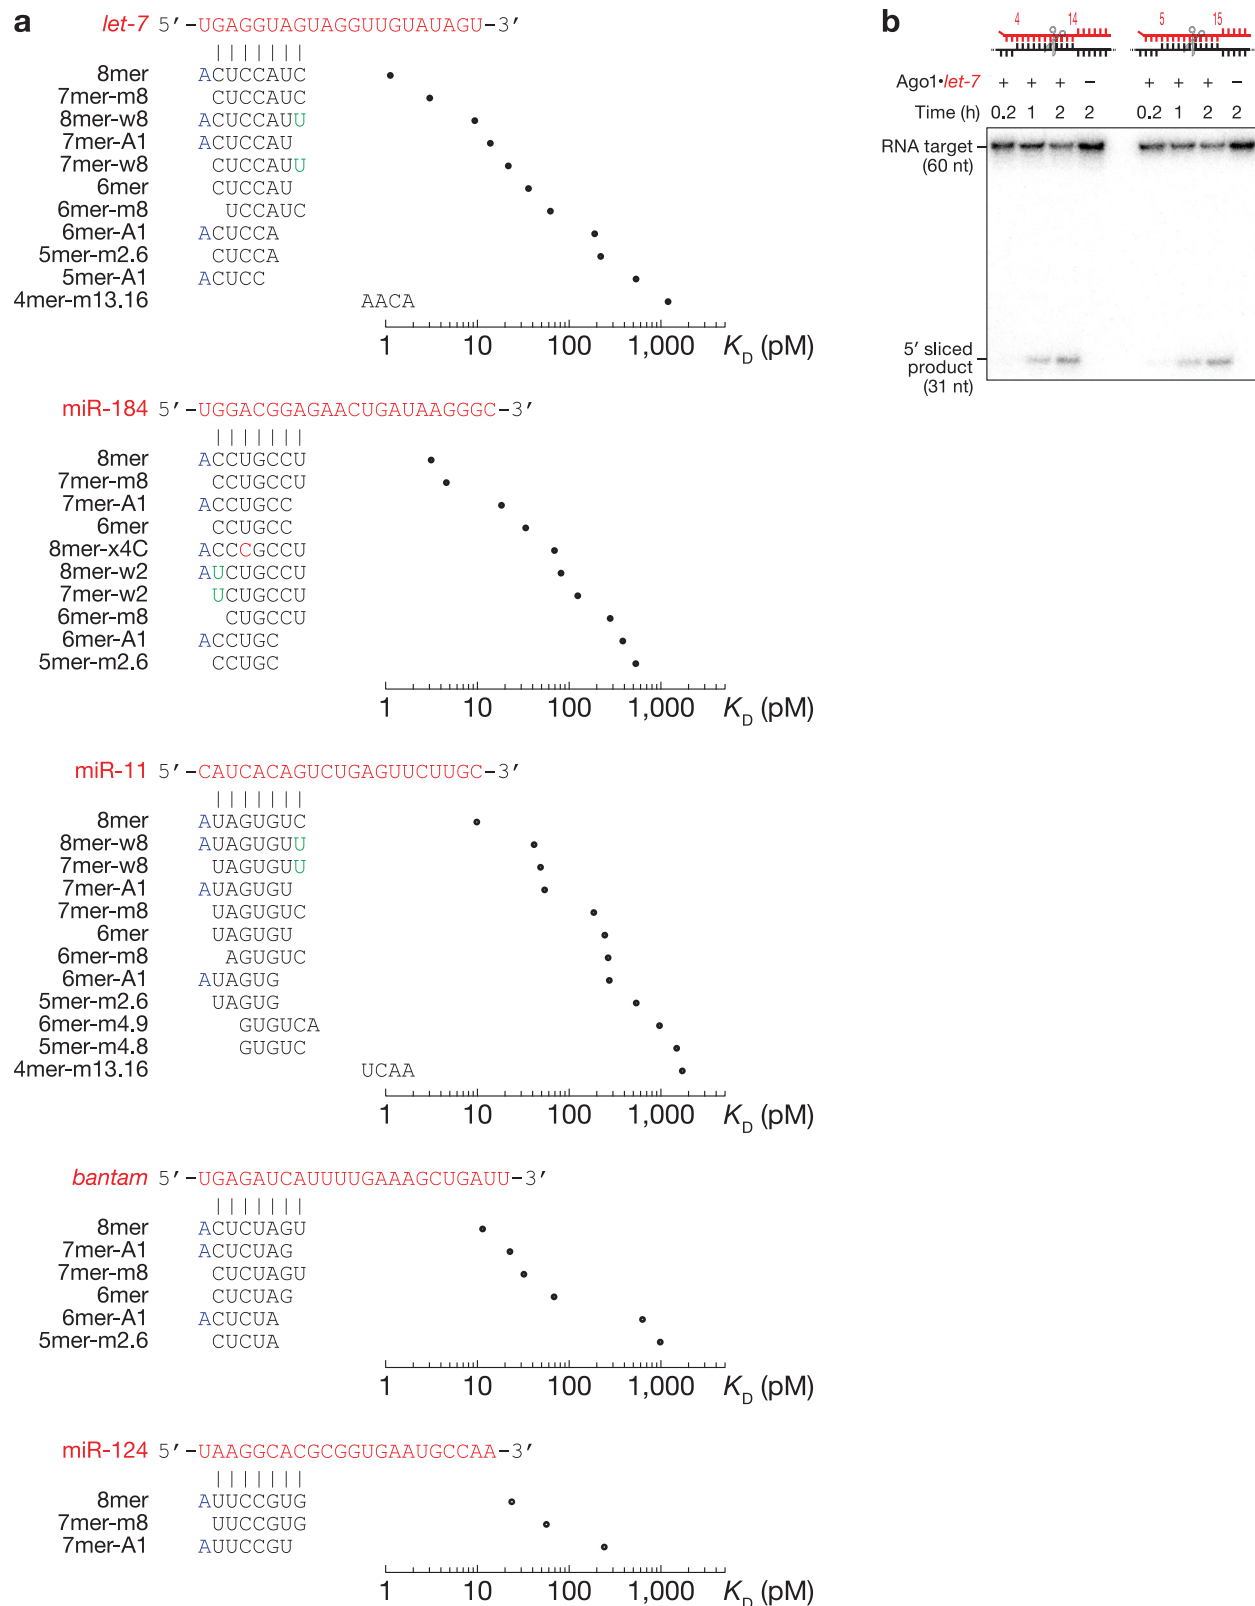 a
let-7 5′-UGAGGUAGUAGGUUGUAUAGU-3′
8mer ACUCCAUC
7mer-m8 CUCCAUC
8mer-w8 ACUCCAUU
7mer-A1 ACUCCAU
7mer-w8 CUCCAUU
6mer CUCCAU
6mer-m8 UCCAUC
6mer-A1 ACUCCA
5mer-m2.6 CUCCA
5mer-A1 ACUCC
4mer-m13.16 AACA
1 10 100 1,000 KD (pM)
miR-184 5′-UGGACGGAGAACUGAUAAGGGC-3′
8mer ACCUGCCU
7mer-m8 CCUGCCU
7mer-A1 ACCUGCC
6mer CCUGCC
8mer-x4C ACCCGCCU
8mer-w2 AUCUGCCU
7mer-w2 UCUGCCU
6mer-m8 CUGCCU
6mer-A1 ACCUGC
5mer-m2.6 CCUGC
1 10 100 1,000 KD (pM)
miR-11 5′-CAUCACAGUCUGAGUUCUUGC-3′
8mer AUAGUGUC
8mer-w8 AUAGUGUU
7mer-w8 UAGUGUU
7mer-A1 AUAGUGU
7mer-m8 UAGUGUC
6mer UAGUGU
6mer-m8 AGUGUC
6mer-A1 AUAGUG
5mer-m2.6 UAGUG
6mer-m4.9 GUGUCA
5mer-m4.8 GUGUC
4mer-m13.16 UCAA
1 10 100 1,000 KD (pM)
bantam 5′-UGAGAUCAUUUUGAAAGCUGAUU-3′
8mer ACUCUAGU
7mer-A1 ACUCUAG
7mer-m8 CUCUAGU
6mer CUCUAG
6mer-A1 ACUCUA
5mer-m2.6 CUCUA
1 10 100 1,000 KD (pM)
miR-124 5′-UAAGGCACGCGGUGAAUGCCAA-3′
8mer AUUCCGUG
7mer-m8 UUCCGUG
7mer-A1 AUUCCGU
1 10 100 1,000 KD (pM)
b
4 14 5 15
Ago1•let-7 + + + − + + + −
Time (h) 0.2 1 2 2 0.2 1 2 2
RNA target
(60 nt)
5′ sliced
product
(31 nt)